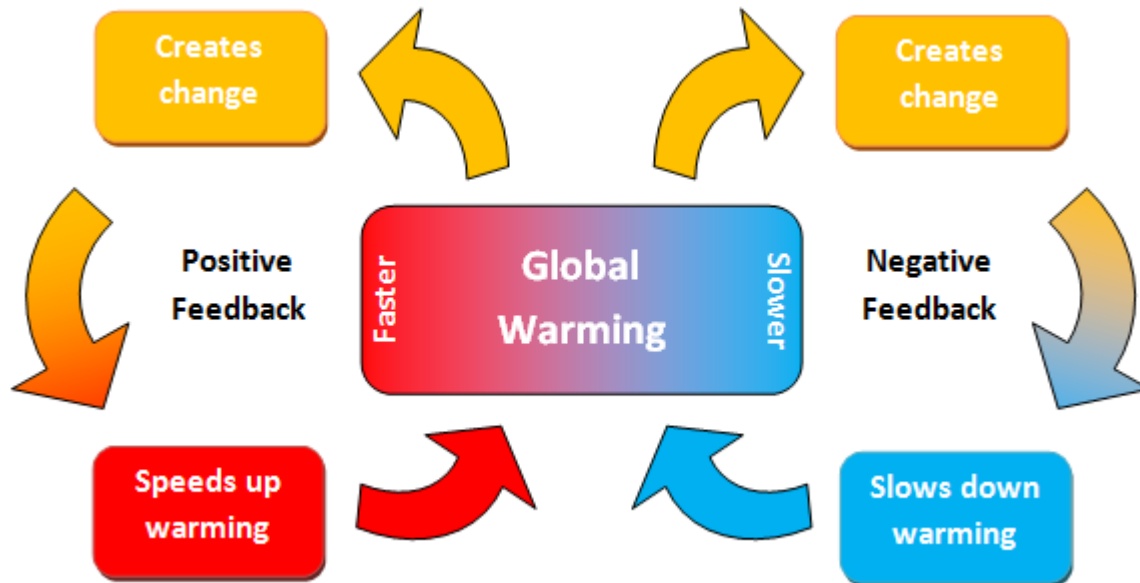 Creates
change
Creates
change
Positive
Feedback
Faster
Global
Warming
Slower
Negative
Feedback
Speeds up
warming
Slows down
warming